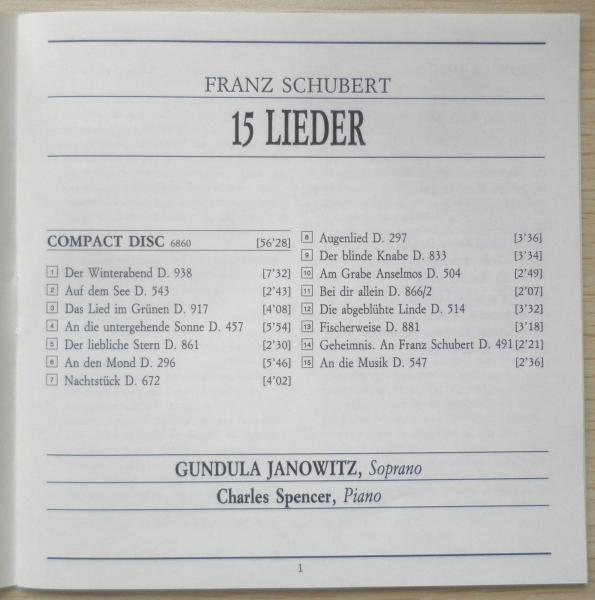 FRANZ SCHUBERT
15 LIEDER
COMPACT DISC 6860 [56'28]
1 Der Winterabend D. 938 [7'32]
2 Auf dem See D. 543 [2'43]
3 Das Lied im Grünen D. 917 [4'08]
4 An die untergehende Sonne D. 457 [5'54]
5 Der liebliche Stern D. 861 [2'30]
6 An den Mond D. 296 [5'46]
7 Nachtstück D. 672 [4'02]
8 Augenlied D. 297 [3'36]
9 Der blinde Knabe D. 833 [3'34]
10 Am Grabe Anselmos D. 504 [2'49]
11 Bei dir allein D. 866/2 [2'07]
12 Die abgeblühte Linde D. 514 [3'32]
13 Fischerweise D. 881 [3'18]
14 Geheimnis. An Franz Schubert D. 491 [2'21]
15 An die Musik D. 547 [2'36]
GUNDULA JANOWITZ, Soprano
Charles Spencer, Piano
1